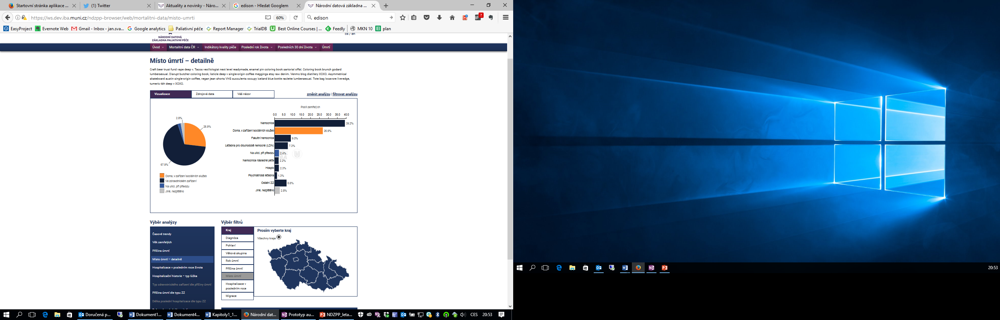 Startovní stránka aplikace ...
(1) Twitter
Aktuality a novinky - Náro...
edison - Hledat Googlem
Národní datová základna ...
https://ws.dev.iba.muni.cz/ndzpp-browser/web/mortalitni-data/misto-umrti
60%
edison
EasyProject
Evernote Web
Gmail - Inbox - jan.sva...
Google analytics
Paliativní péče
Report Manager
TrialDB
Best Online Courses | ...
Feedly
MKN 10
plan
cs / en
NÁRODNÍ DATOVÁ
ZÁKLADNA PALIATIVNÍ PÉČE
Úvod
Mortalitní data ČR
Indikátory kvality péče
Poslední rok života
Posledních 30 dní života
Úmrtí
Místo úmrtí – detailně
Craft beer trust fund vape deep v. Tacos vexillologist next level readymade, enamel pin coloring book sartorial offal. Coloring book brunch godard
lumbersexual. Disrupt butcher coloring book, listicle deep v single-origin coffee meggings etsy raw denim. Venmo blog distillery XOXO. Asymmetrical
skateboard austin single-origin coffee, vegan jean shorts VHS succulents occupy iceland blue bottle raclette lumbersexual. Tote bag locavore live-edge,
tumeric tbh deep v XOXO.
Vizualizace
Zdrojová data
Váš názor
změnit analýzu | filtrovat analýzu
Podíl zemřelých
0.0 5.0 10.0 15.0 20.0 25.0 30.0 35.0 40.0
Nemocnice 39.2%
Doma, v zařízení sociálních služeb 26.9%
Fakultní nemocnice 9.0%
Léčebna pro dlouhodobě nemocné (LDN) 7.3%
Na ulici, při převozu 2.4%
Nemocnice následné péče 2.2%
Hospic 2.3%
Psychiatrická léčebna 1.3%
Ostatní ZZ 6.6%
Jiné, nezjištěno 2.8%
2.8%
26.9%
67.9%
Doma, v zařízení sociálních služeb
Ve zdravotnickém zařízení
Na ulici, při převozu
Jiné, nezjištěno
Výběr analýzy
Časové trendy
Věk zemřelých
Příčina úmrtí
Místo úmrtí – detailně
Hospitalizace v posledním roce života
Hospitalizační historie – typ lůžka
Typ zdravotnického zařízení dle příčiny úmrtí
Příčina úmrtí dle typu ZZ
Délka poslední hospitalizace dle typu ZZ
Výběr filtrů
Kraj
Diagnóza
Pohlaví
Věková skupina
Rok úmrtí
Příčina úmrtí
Místo úmrtí
Hospitalizace v
posledním roce
Migrace
Prosím vyberte kraj
Všechny kraje
Doručená p...
Dokument1...
Dokument4...
Kapitoly1_1...
Národní dat...
Prototyp au...
NDZPP_leta...
CES
20:53
20:53